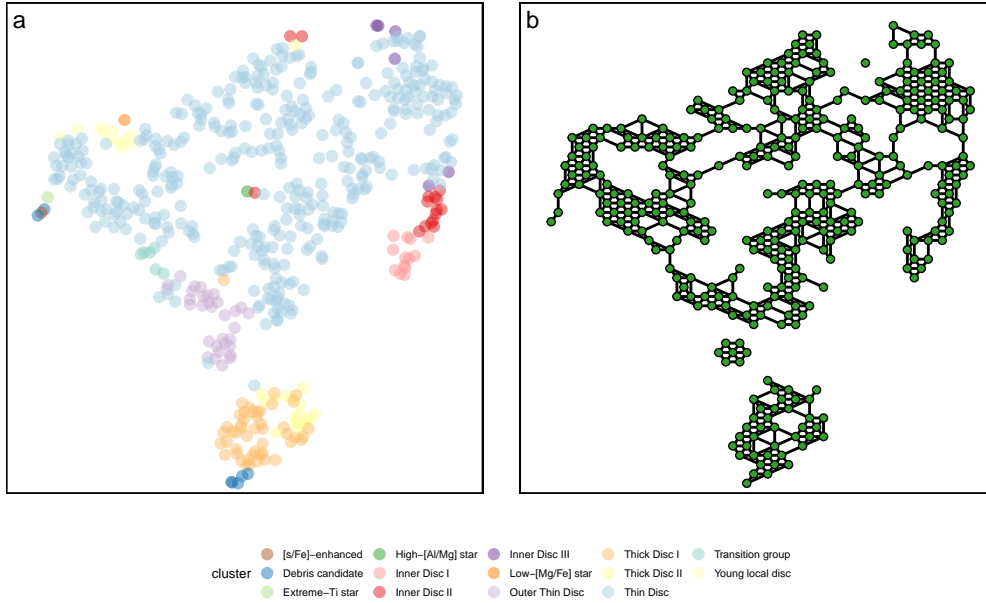 a
b
cluster
[s/Fe]−enhanced
Debris candidate
Extreme−Ti star
High−[Al/Mg] star
Inner Disc I
Inner Disc II
Inner Disc III
Low−[Mg/Fe] star
Outer Thin Disc
Thick Disc I
Thick Disc II
Thin Disc
Transition group
Young local disc